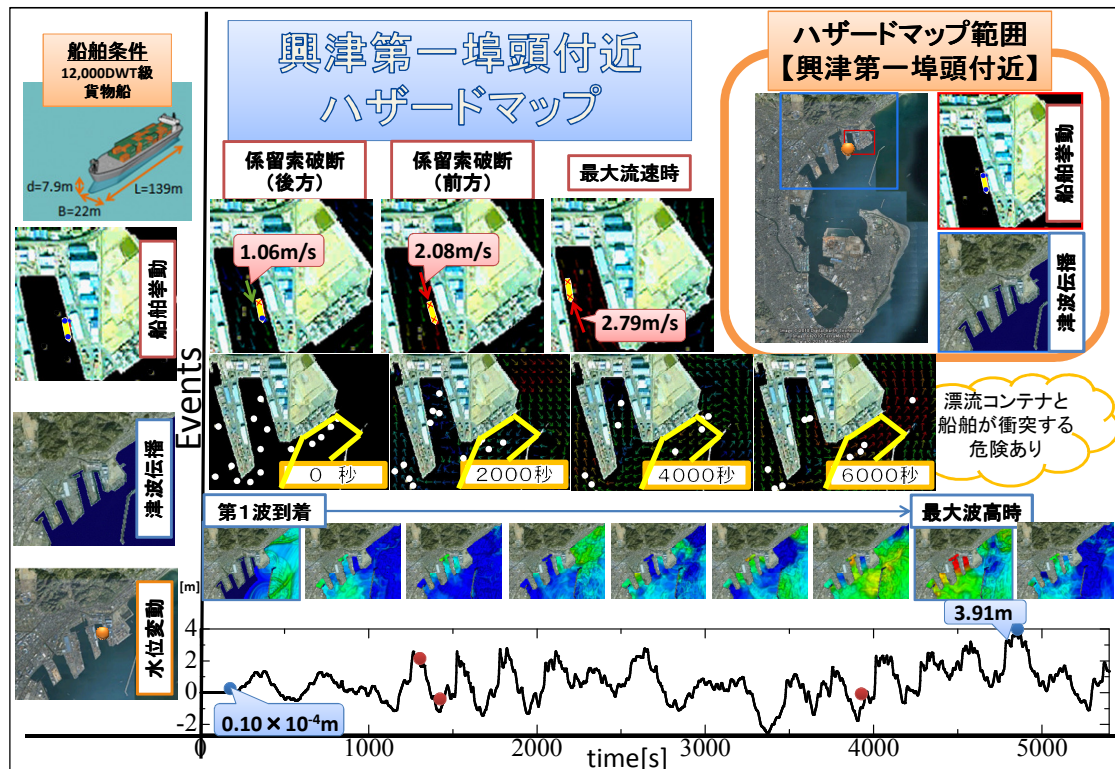 船舶条件
12,000DWT級
貨物船
d=7.9m
L=139m
B=22m
興津第一埠頭付近
ハザードマップ
ハザードマップ範囲
【興津第一埠頭付近】
船舶挙動
津波伝播
係留索破断
(後方)
係留索破断
(前方)
最大流速時
1.06m/s
2.08m/s
2.79m/s
船舶挙動
津波伝播
水位変動
Events
0 秒
2000秒
4000秒
6000秒
漂流コンテナと
船舶が衝突する
危険あり
第1波到着
最大波高時
[m]
4
2
0
-2
3.91m
0.10×10-4m
0
1000
2000
3000
4000
5000
time[s]